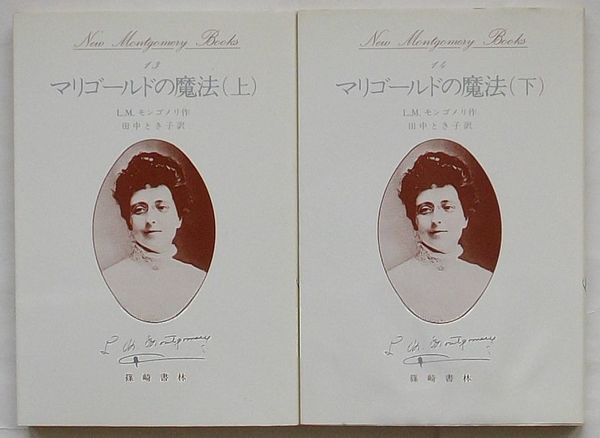 New Montgomery Books
13
マリゴールドの魔法(上)
L.M. モンゴメリ作
田中とき子訳
L M Montgomery
篠崎書林
New Montgomery Books
14
マリゴールドの魔法(下)
L.M. モンゴメリ作
田中とき子訳
L M Montgomery
篠崎書林